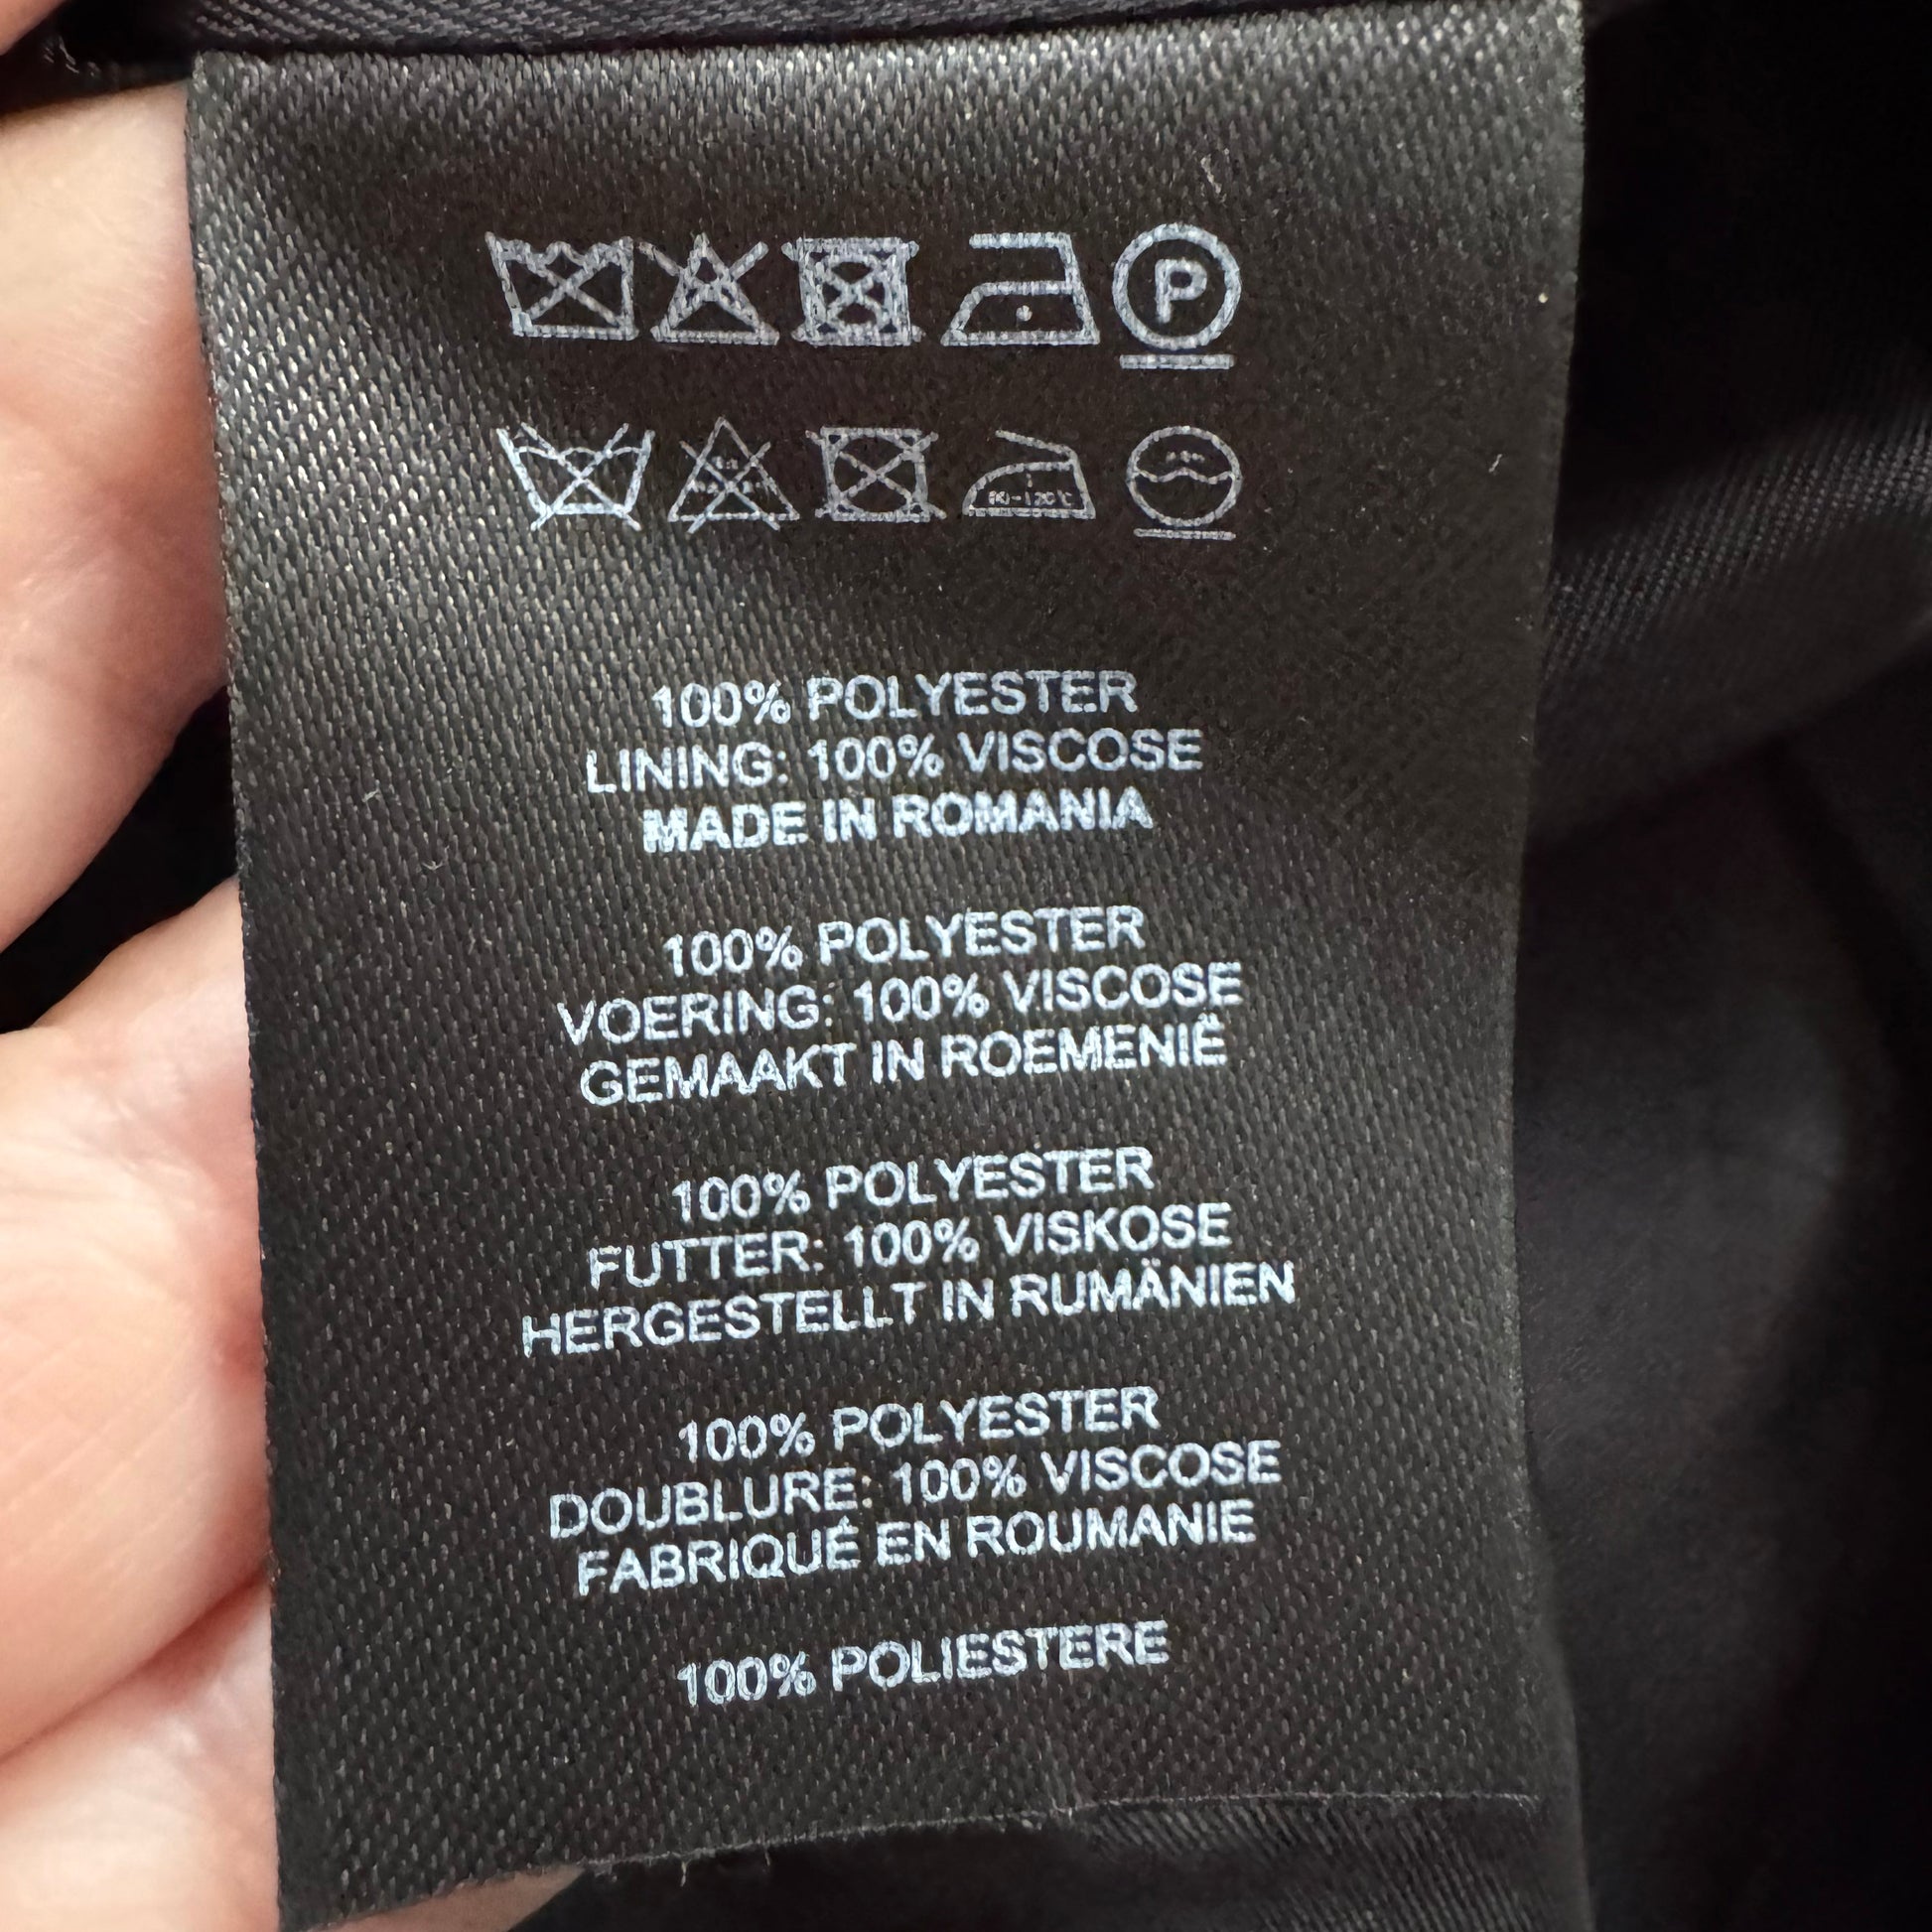 P
100% POLYESTER
LINING: 100% VISCOSE
MADE IN ROMANIA
100% POLYESTER
VOERING: 100% VISCOSE
GEMAAKT IN ROEMENIË
100% POLYESTER
FUTTER: 100% VISKOSE
HERGESTELLT IN RUMÄNIEN
100% POLYESTER
DOUBLURE: 100% VISCOSE
FABRIQUÉ EN ROUMANIE
100% POLIESTERE